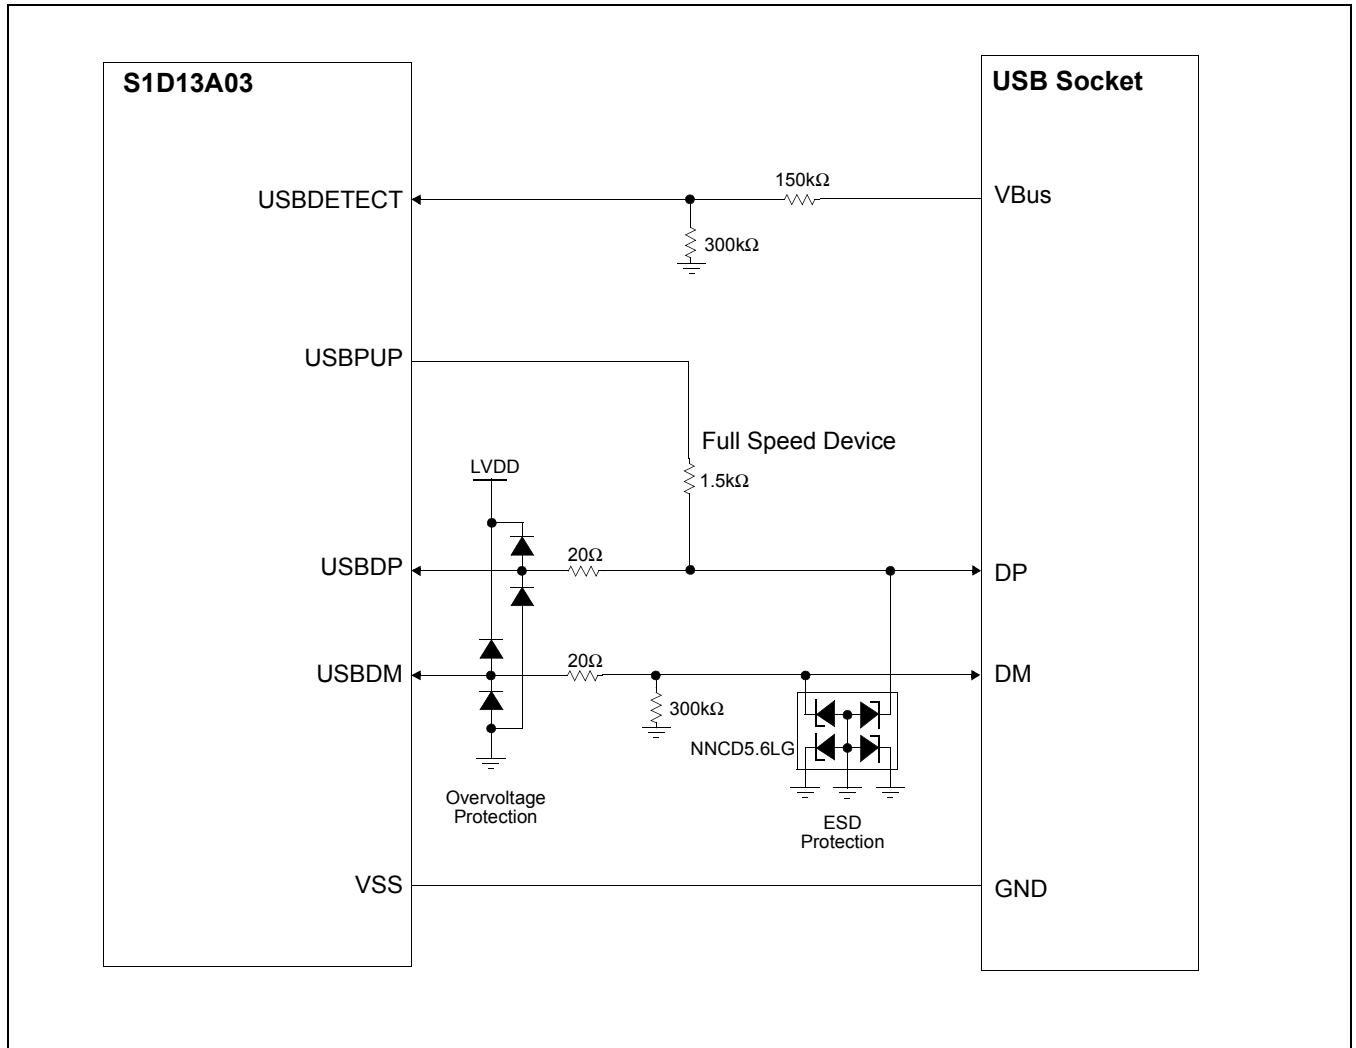 S1D13A03
USB Socket
150kΩ
USBDETECT
VBus
300kΩ
USBPUP
Full Speed Device
LVDD
1.5kΩ
20Ω
USBDP
DP
20Ω
USBDM
DM
300kΩ
NNCD5.6LG
Overvoltage
Protection
ESD
Protection
VSS
GND